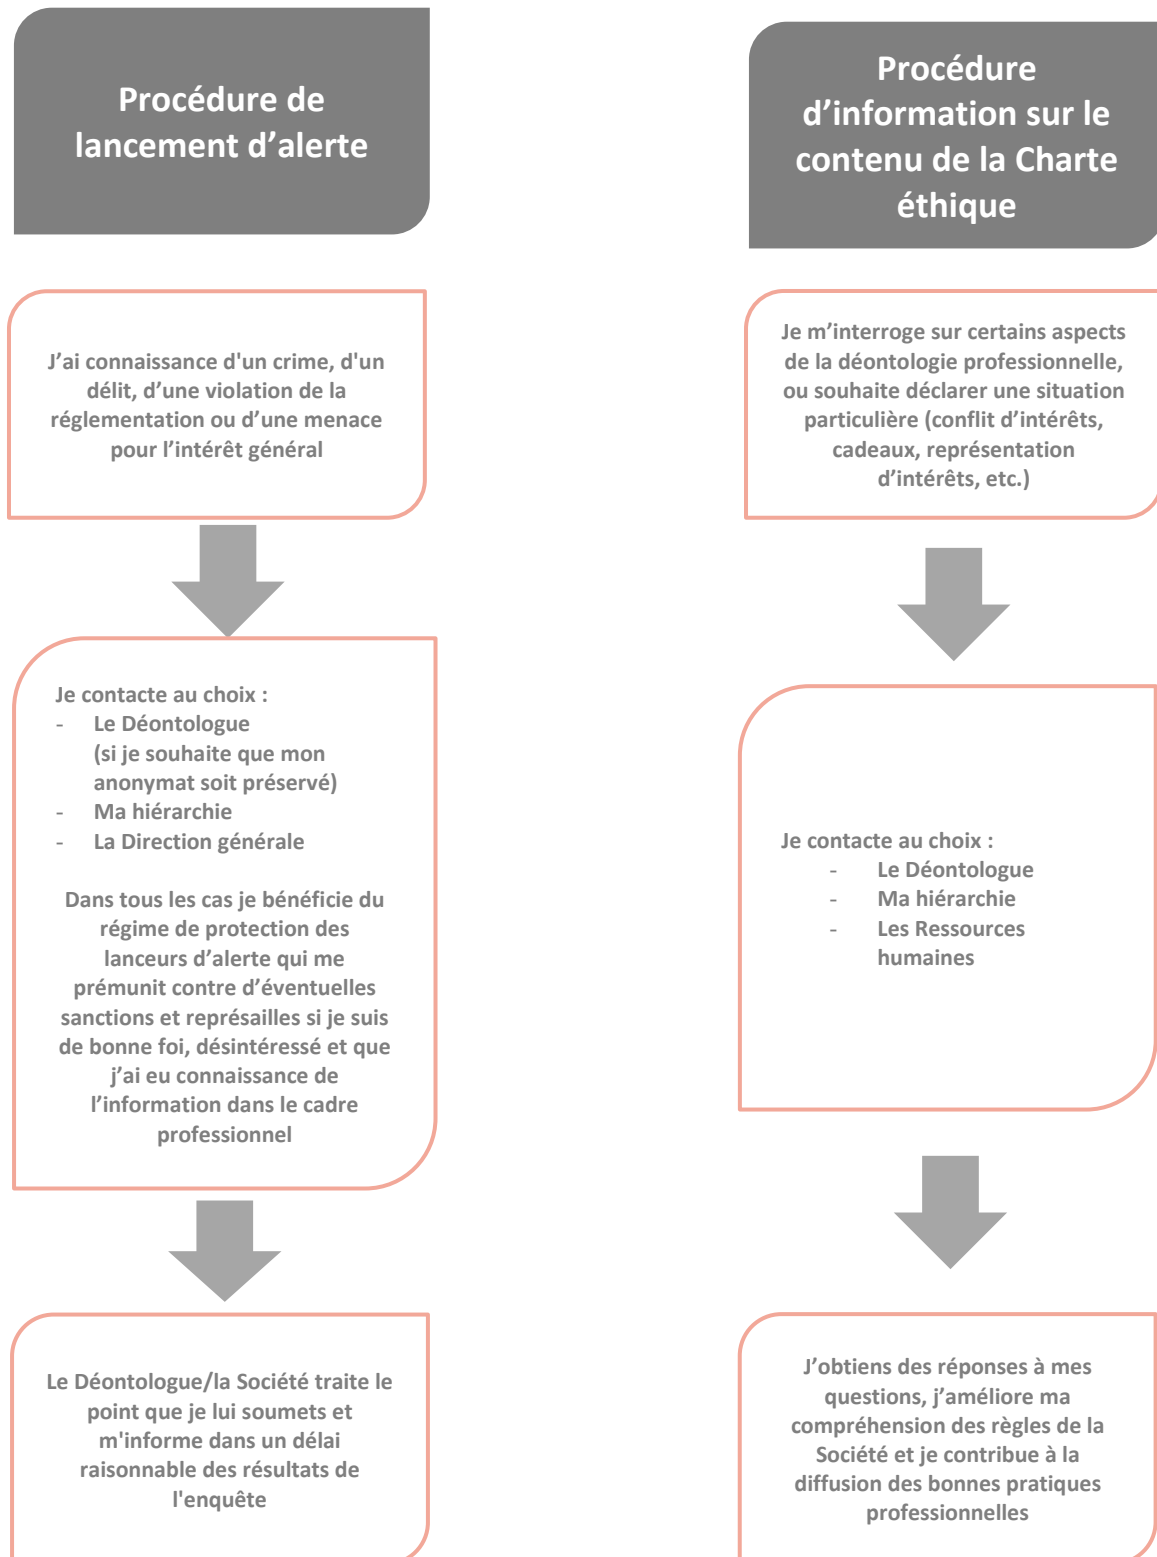 Procédure de
lancement d’alerte
J’ai connaissance d'un crime, d'un
délit, d’une violation de la
réglementation ou d’une menace
pour l’intérêt général
Je contacte au choix :
- Le Déontologue
(si je souhaite que mon
anonymat soit préservé)
- Ma hiérarchie
- La Direction générale
Dans tous les cas je bénéficie du
régime de protection des
lanceurs d’alerte qui me
prémunit contre d’éventuelles
sanctions et représailles si je suis
de bonne foi, désintéressé et que
j’ai eu connaissance de
l’information dans le cadre
professionnel
Le Déontologue/la Société traite le
point que je lui soumets et
m'informe dans un délai
raisonnable des résultats de
l'enquête
Procédure
d’information sur le
contenu de la Charte
éthique
Je m’interroge sur certains aspects
de la déontologie professionnelle,
ou souhaite déclarer une situation
particulière (conflit d’intérêts,
cadeaux, représentation
d’intérêts, etc.)
Je contacte au choix :
- Le Déontologue
- Ma hiérarchie
- Les Ressources
humaines
J’obtiens des réponses à mes
questions, j’améliore ma
compréhension des règles de la
Société et je contribue à la
diffusion des bonnes pratiques
professionnelles